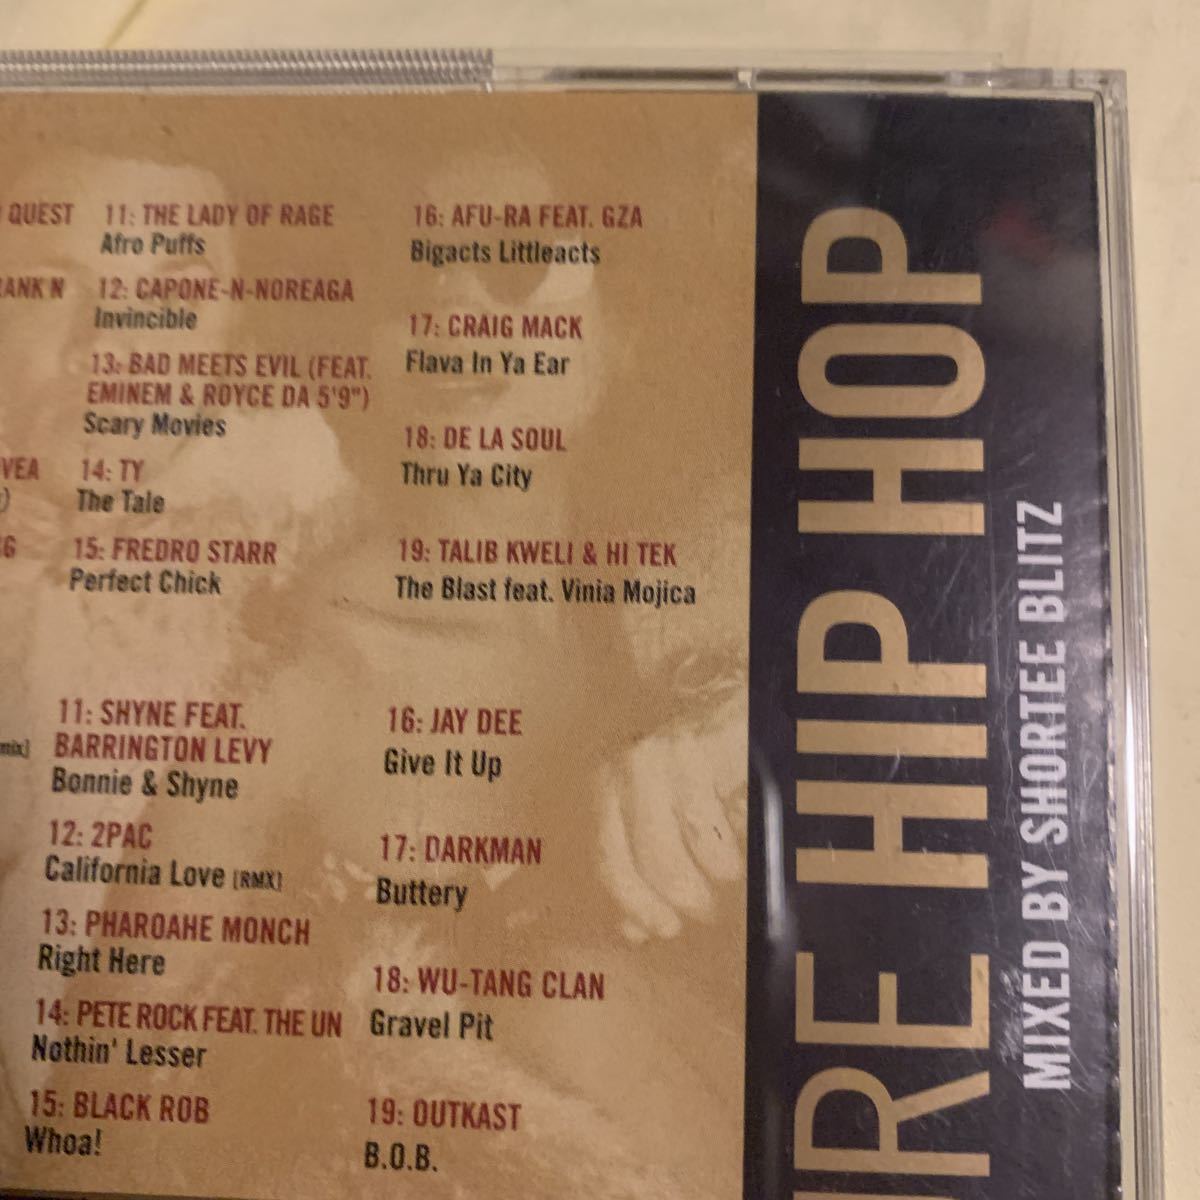 QUEST
ANK N
VEA
11: THE LADY OF RAGE
Afro Puffs
12: CAPONE-N-NOREAGA
Invincible
13: BAD MEETS EVIL (FEAT.
EMINEM & ROYCE DA 5'9")
Scary Movies
14: TY
The Tale
15: FREDRO STARR
Perfect Chick
16: AFU-RA FEAT. GZA
Bigacts Littleacts
17: CRAIG MACK
Flava In Ya Ear
18: DE LA SOUL
Thru Ya City
19: TALIB KWELI & HI TEK
The Blast feat. Vinia Mojica
mix]
11: SHYNE FEAT.
BARRINGTON LEVY
Bonnie & Shyne
12: 2PAC
California Love [RMX]
13: PHAROAHE MONCH
Right Here
14: PETE ROCK FEAT. THE UN
Nothin' Lesser
15: BLACK ROB
Whoa!
16: JAY DEE
Give It Up
17: DARKMAN
Buttery
18: WU-TANG CLAN
Gravel Pit
19: OUTKAST
B.O.B.
RE HIP HOP
MIXED BY SHORTEE BLITZ